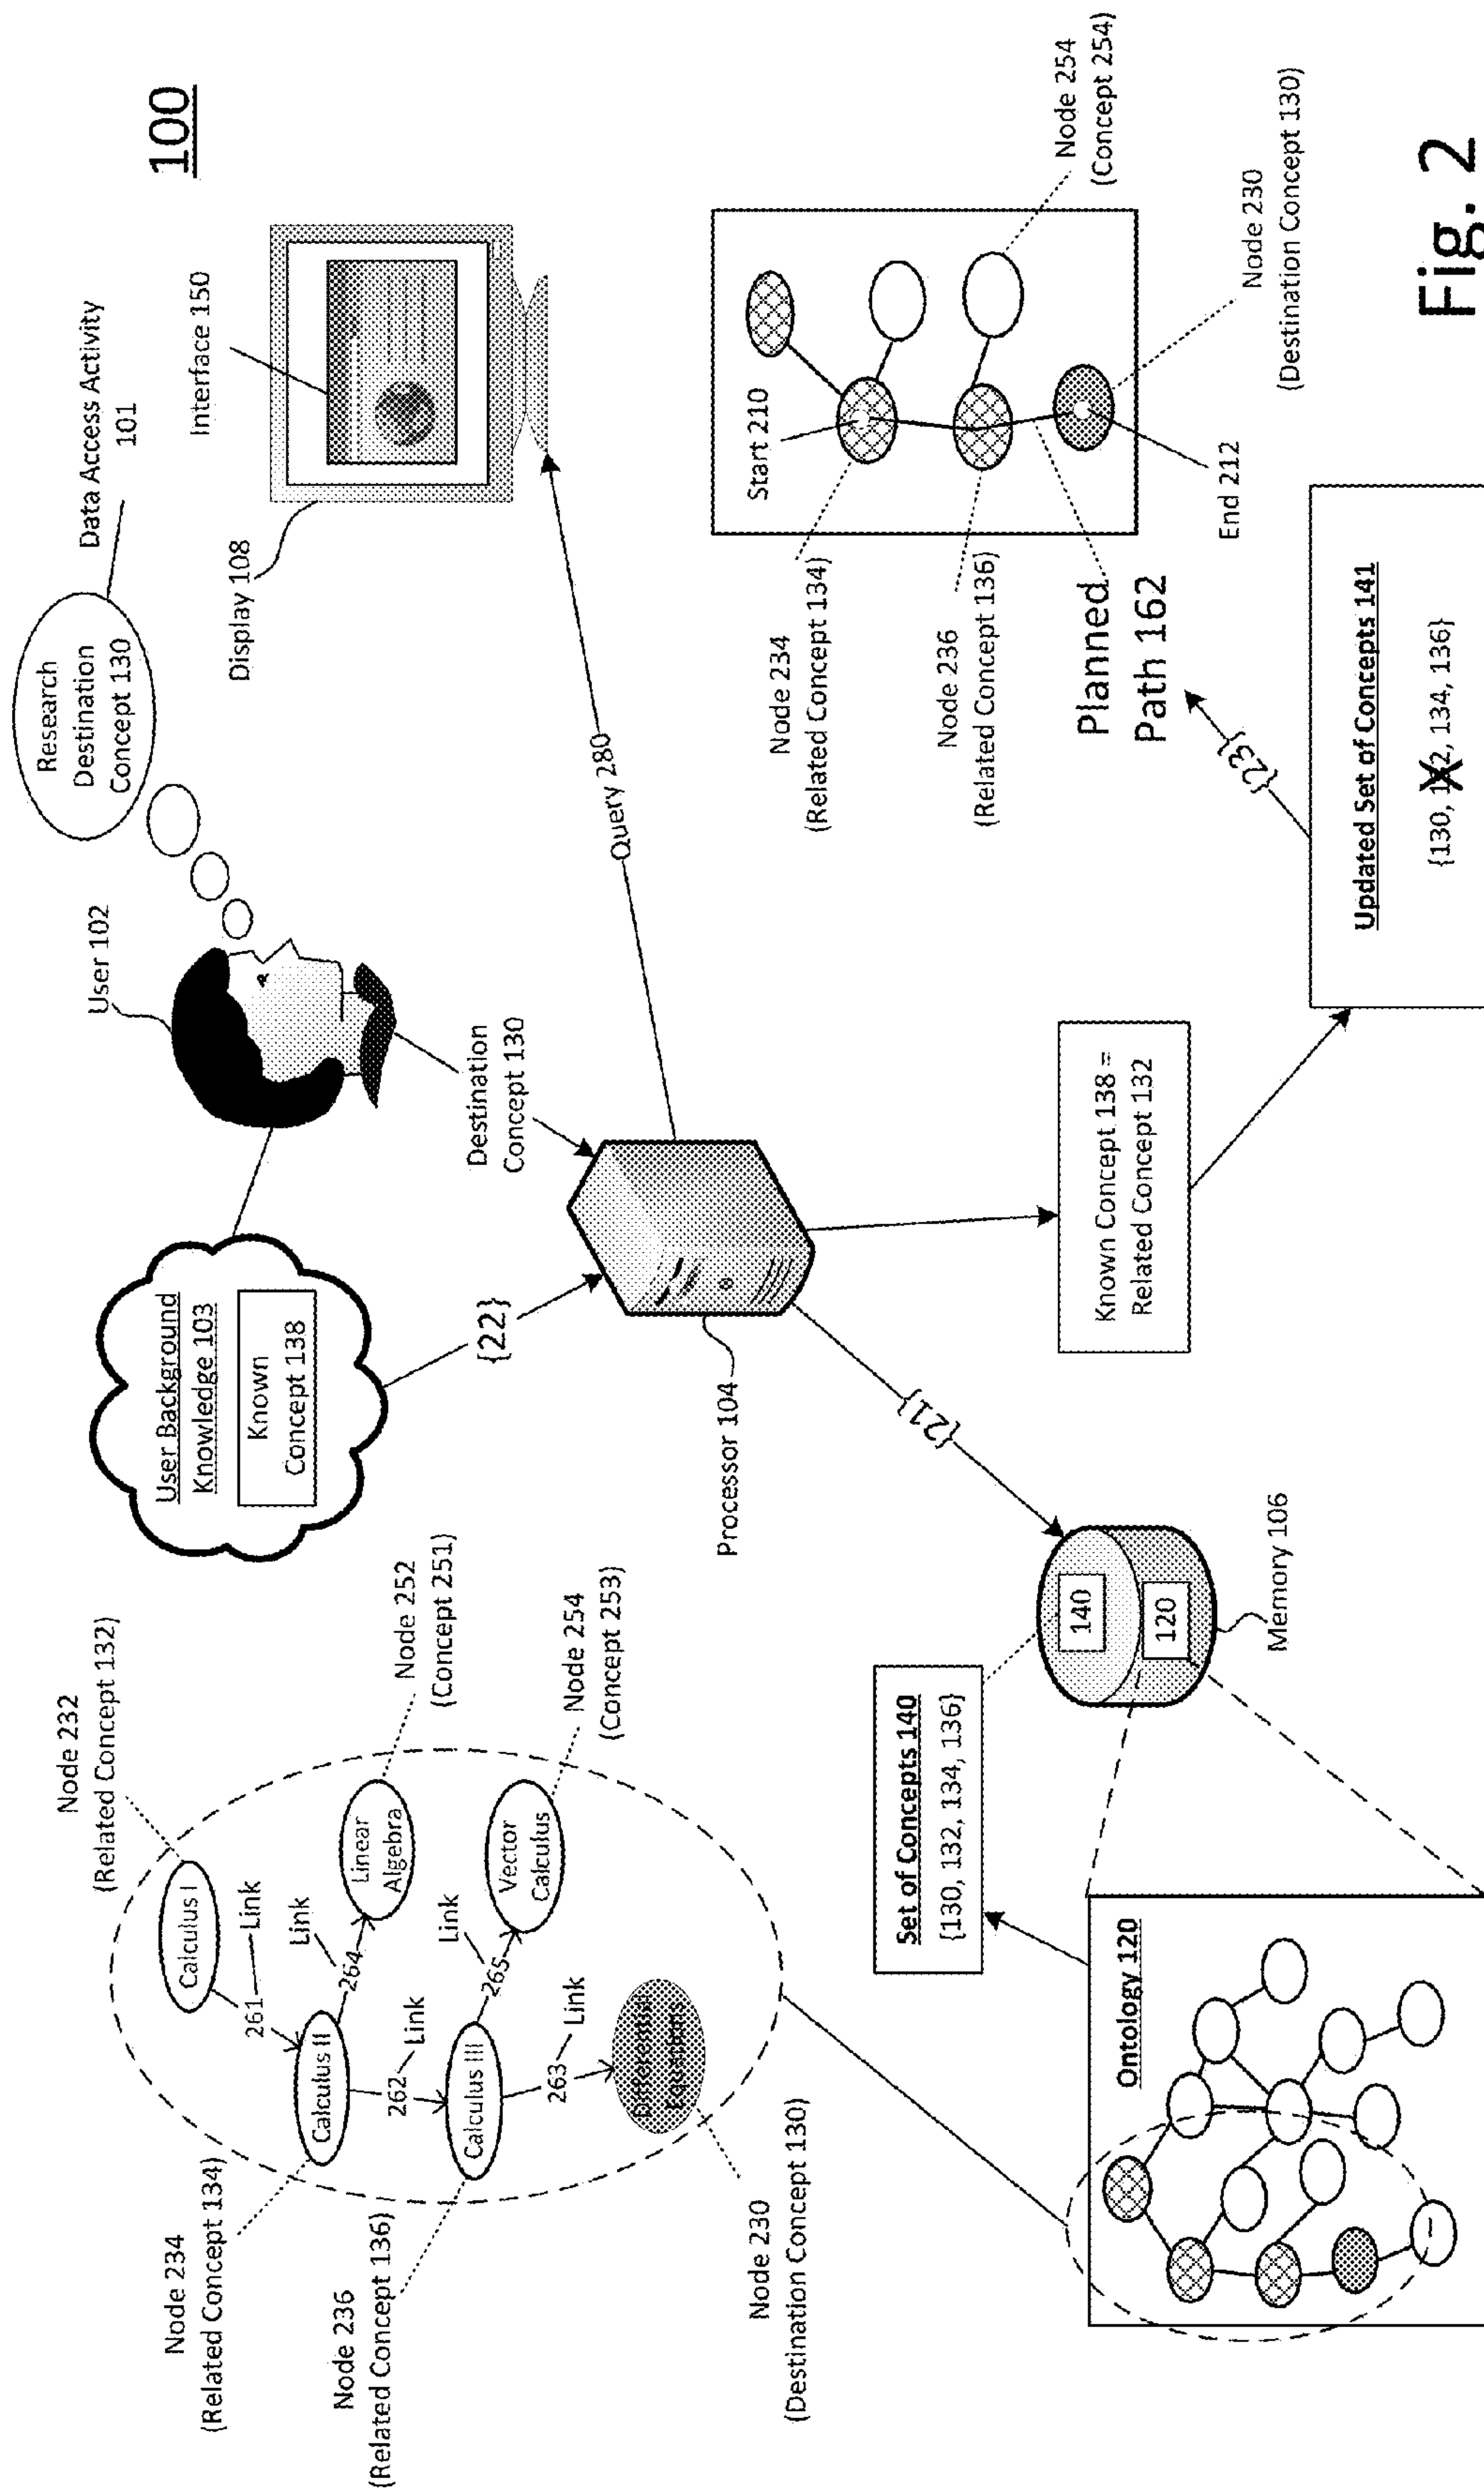 100
Research
Destination
Concept 130
Data Access Activity
101
User 102
Display 108
Interface 150
User Background
Knowledge 103
Known
Concept 138
{22}
Destination
Concept 130
Processor 104
Query 280
{21}
Node 232
(Related Concept 132)
Node 234
(Related Concept 134)
Node 236
(Related Concept 136)
Node 252
(Concept 251)
Node 254
(Concept 253)
Calculus I
261
Link
Calculus II
Link
264
Linear
Algebra
262
Link
Calculus III
Link
265
Vector
Calculus
263
Link
Differential
Equations
Node 230
(Destination Concept 130)
Set of Concepts 140
{130, 132, 134, 136}
140
120
Memory 106
Ontology 120
Known Concept 138 =
Related Concept 132
Updated Set of Concepts 141
{130, 132, 134, 136}
{23}
Planned
Path 162
Node 234
(Related Concept 134)
Node 236
(Related Concept 136)
Start 210
End 212
Node 254
(Concept 254)
Node 230
(Destination Concept 130)
Fig. 2